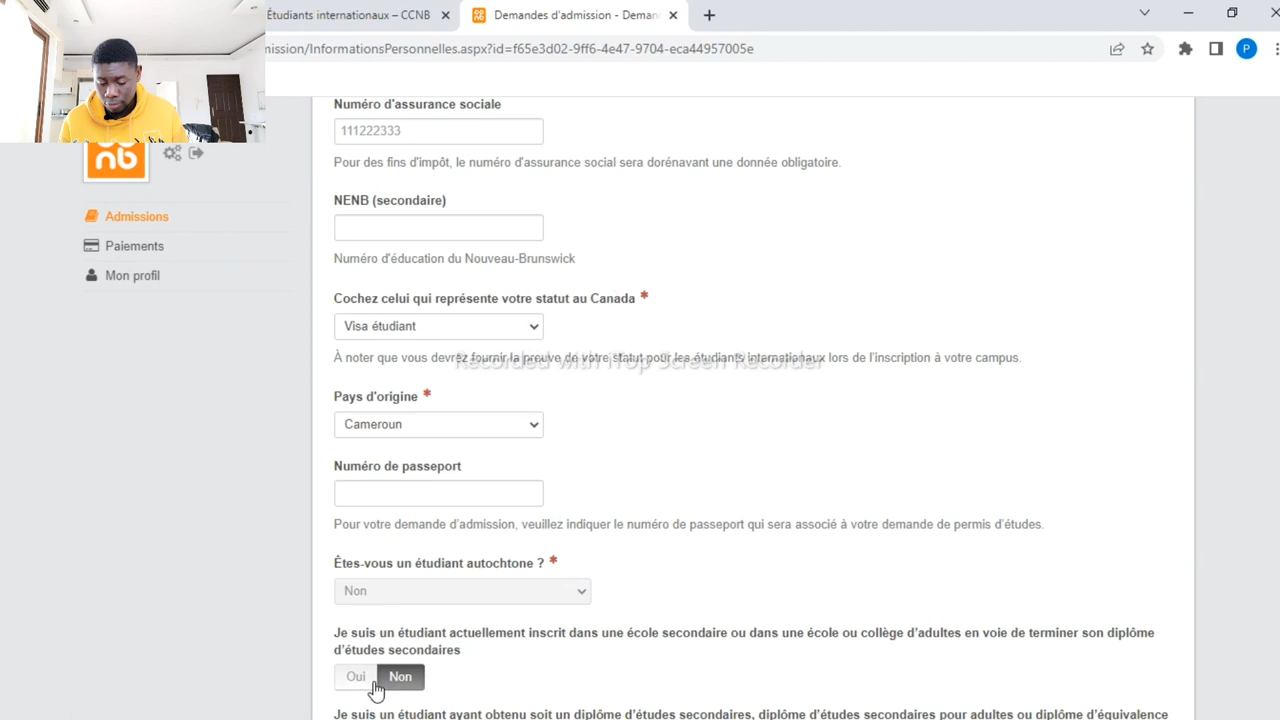 Étudiants internationaux – CCNB
Demandes d'admission - Deman
mission/InformationsPersonnelles.aspx?id=f65e3d02-9ff6-4e47-9704-eca44957005e
P
nb
Admissions
Paiements
Mon profil
Numéro d'assurance sociale
111222333
Pour des fins d'impôt, le numéro d'assurance social sera dorénavant une donnée obligatoire.
NENB (secondaire)
Numéro d'éducation du Nouveau-Brunswick
Cochez celui qui représente votre statut au Canada *
Visa étudiant
À noter que vous devrez fournir la preuve de votre statut pour les étudiants internationaux lors de l'inscription à votre campus.
Recorded with iTop Screen Recorder
Pays d'origine *
Cameroun
Numéro de passeport
Pour votre demande d'admission, veuillez indiquer le numéro de passeport qui sera associé à votre demande de permis d'études.
Êtes-vous un étudiant autochtone ? *
Non
Je suis un étudiant actuellement inscrit dans une école secondaire ou dans une école ou collège d'adultes en voie de terminer son diplôme
d'études secondaires
Oui Non
Je suis un étudiant ayant obtenu soit un diplôme d'études secondaires, diplôme d'études secondaires pour adultes ou diplôme d'équivalence